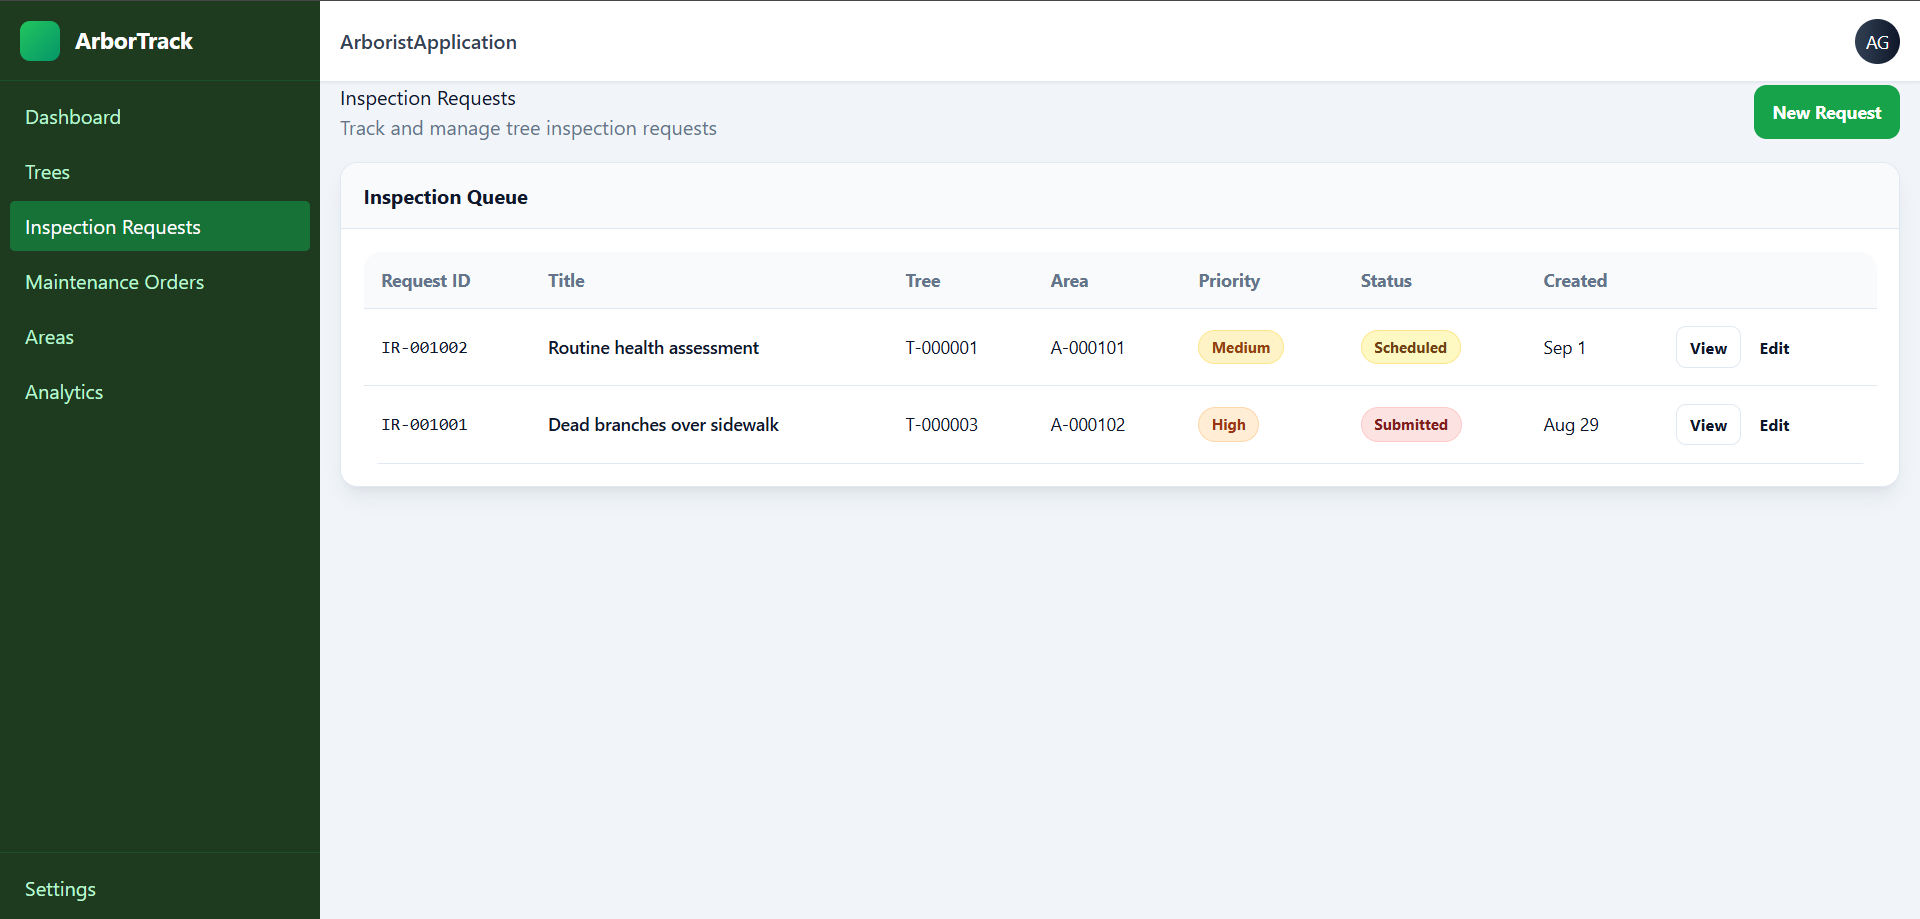 ArborTrack
Dashboard
Trees
Inspection Requests
Maintenance Orders
Areas
Analytics
Settings
ArboristApplication
AG
Inspection Requests
Track and manage tree inspection requests
New Request
Inspection Queue
Request ID Title Tree Area Priority Status Created
IR-001002 Routine health assessment T-000001 A-000101 Medium Scheduled Sep 1 View Edit
IR-001001 Dead branches over sidewalk T-000003 A-000102 High Submitted Aug 29 View Edit